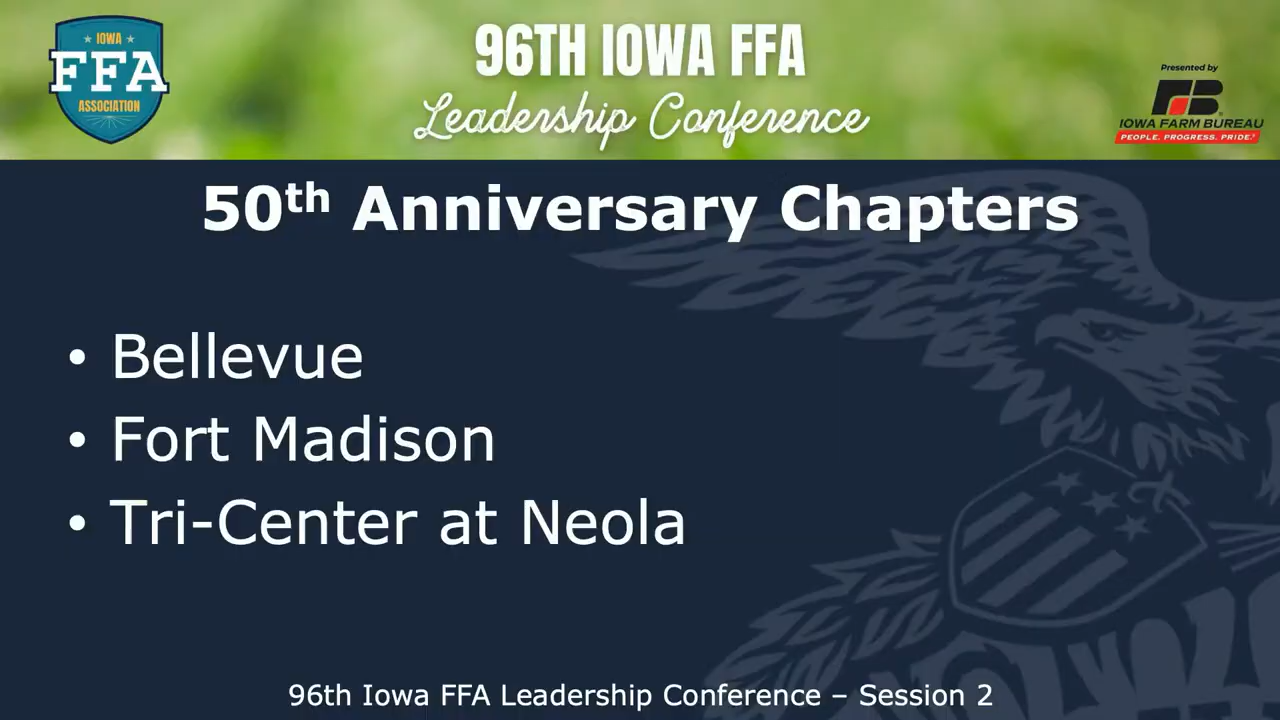 IOWA
FFA
ASSOCIATION
96TH IOWA FFA
Leadership Conference
Presented by
FB
IOWA FARM BUREAU
PEOPLE. PROGRESS. PRIDE.®
50th Anniversary Chapters
• Bellevue
• Fort Madison
• Tri-Center at Neola
96th Iowa FFA Leadership Conference – Session 2